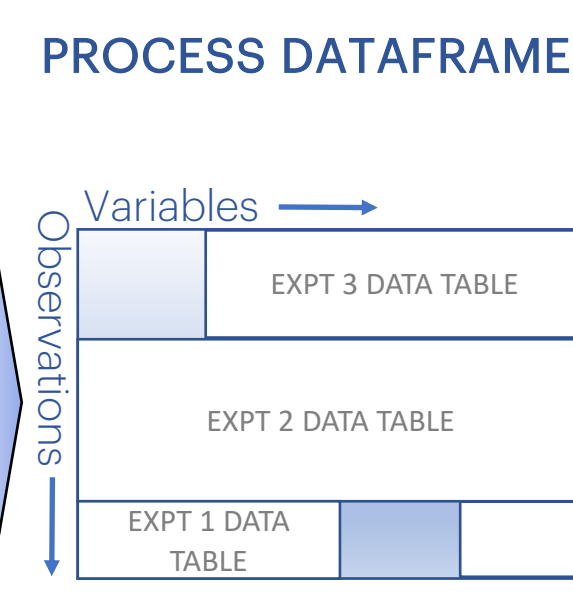 PROCESS DATAFRAME
Variables
Observations
EXPT 3 DATA TABLE
EXPT 2 DATA TABLE
EXPT 1 DATA
TABLE